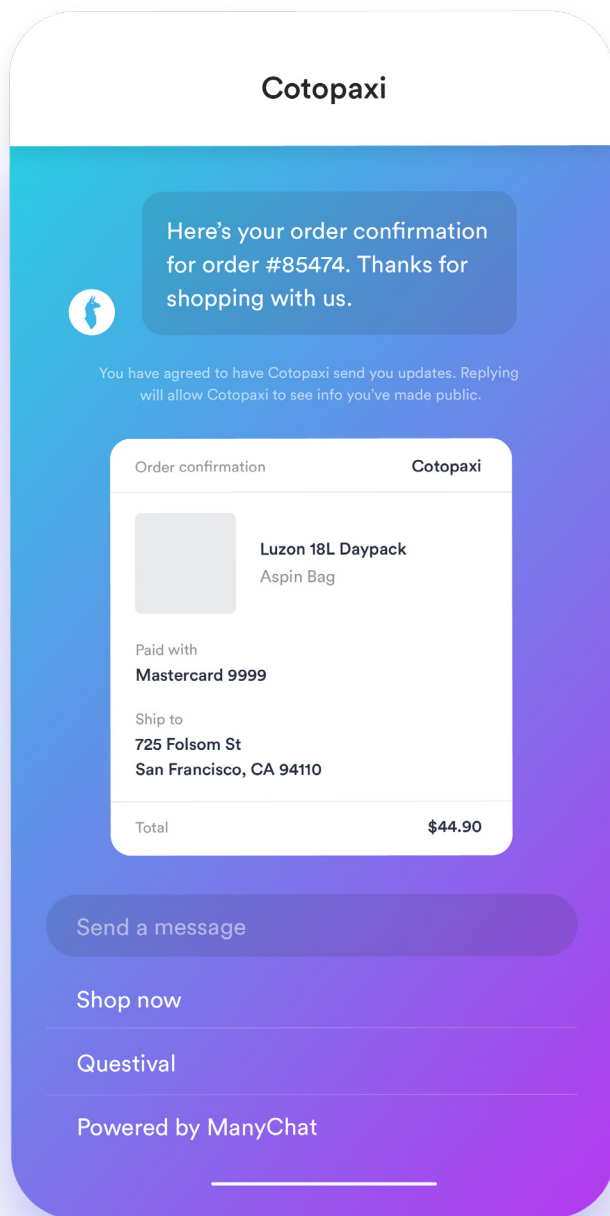 Cotopaxi
Here’s your order confirmation
for order #85474. Thanks for
shopping with us.
You have agreed to have Cotopaxi send you updates. Replying
will allow Cotopaxi to see info you’ve made public.
Order confirmation Cotopaxi
Luzon 18L Daypack
Aspin Bag
Paid with
Mastercard 9999
Ship to
725 Folsom St
San Francisco, CA 94110
Total $44.90
Send a message
Shop now
Questival
Powered by ManyChat